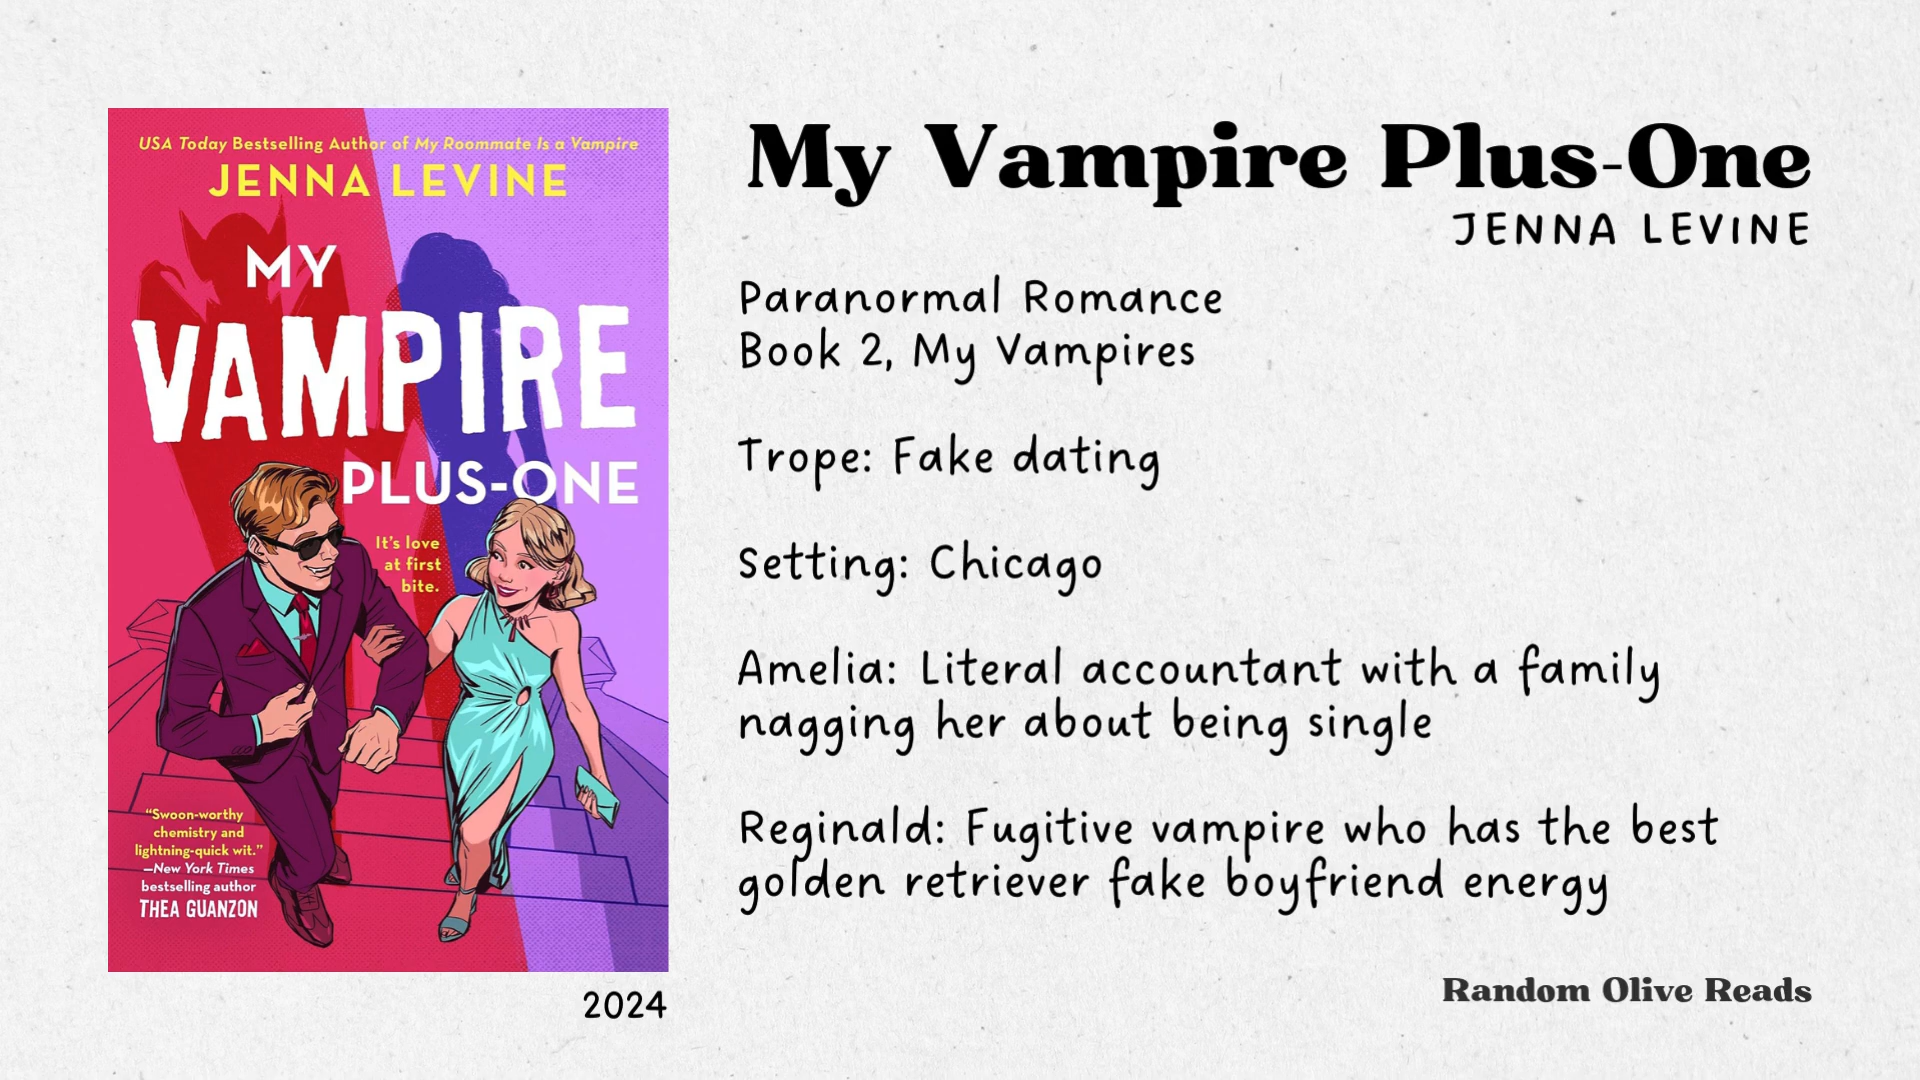 USA Today Bestselling Author of My Roommate Is a Vampire
JENNA LEVINE
MY
VAMPIRE
PLUS-ONE
It's love
at first
bite.
"Swoon-worthy
chemistry and
lightning-quick wit."
—New York Times
bestselling author
THEA GUANZON
2024
My Vampire Plus-One
JENNA LEVINE
Paranormal Romance
Book 2, My Vampires
Trope: Fake dating
Setting: Chicago
Amelia: Literal accountant with a family
nagging her about being single
Reginald: Fugitive vampire who has the best
golden retriever fake boyfriend energy
Random Olive Reads